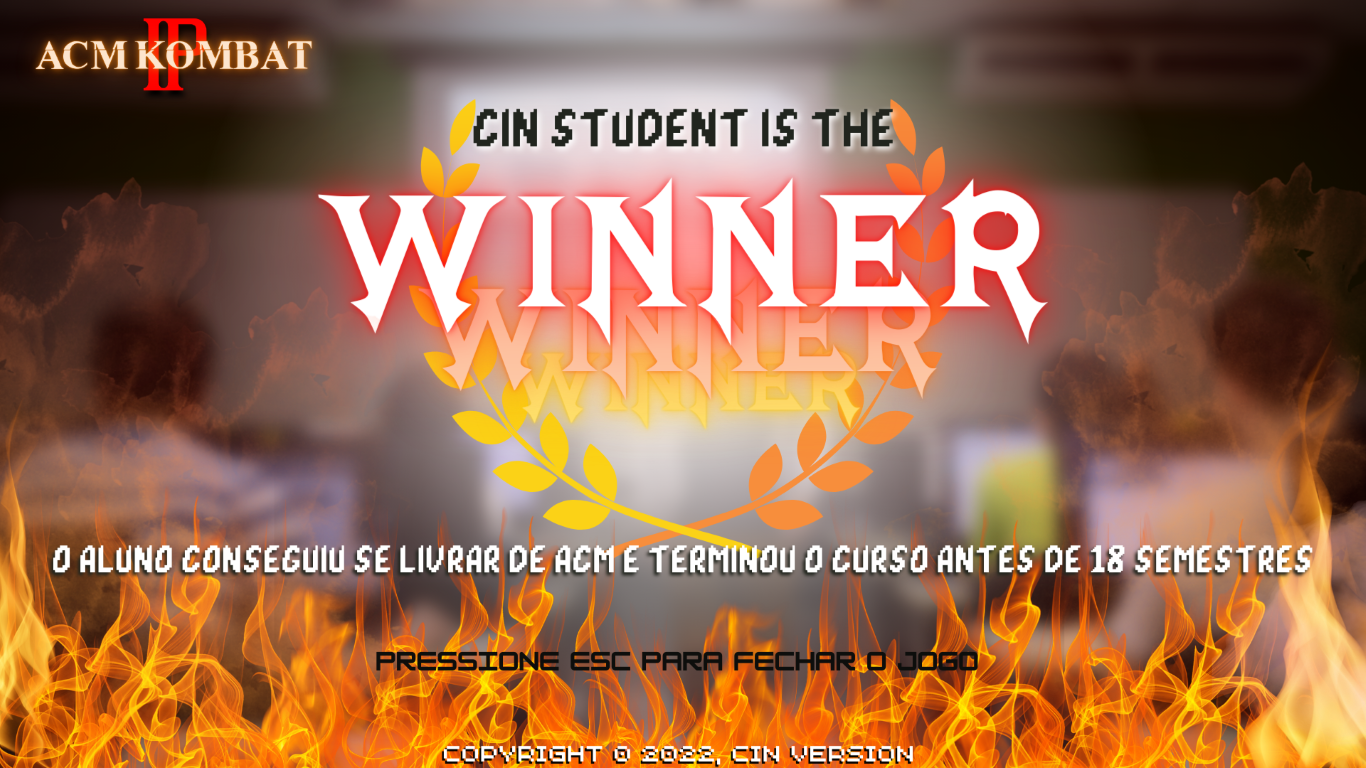 ACM KOMBAT
IP
CIN STUDENT IS THE
WINNER
WINNER
WINNER
O ALUNO CONSEGUIU SE LIVRAR DE ACM E TERMINOU O CURSO ANTES DE 18 SEMESTRES
PRESSIONE ESC PARA FECHAR O JOGO
COPYRIGHT © 2022, CIN VERSION